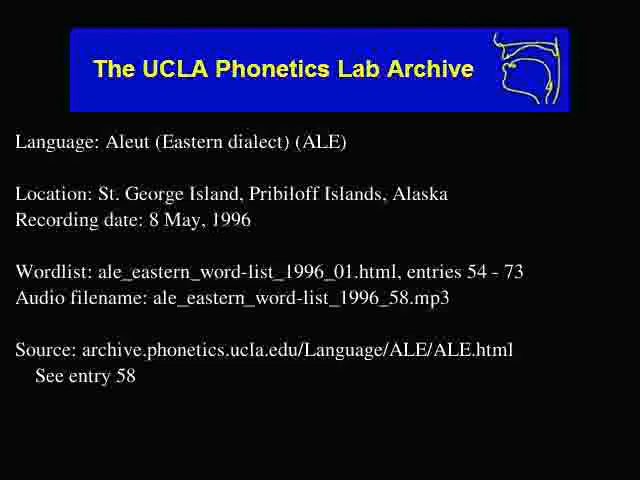 The UCLA Phonetics Lab Archive
Language: Aleut (Eastern dialect) (ALE)
Location: St. George Island, Pribiloff Islands, Alaska
Recording date: 8 May, 1996
Wordlist: ale_eastern_word-list_1996_01.html, entries 54 - 73
Audio filename: ale_eastern_word-list_1996_58.mp3
Source: archive.phonetics.ucla.edu/Language/ALE/ALE.html
See entry 58